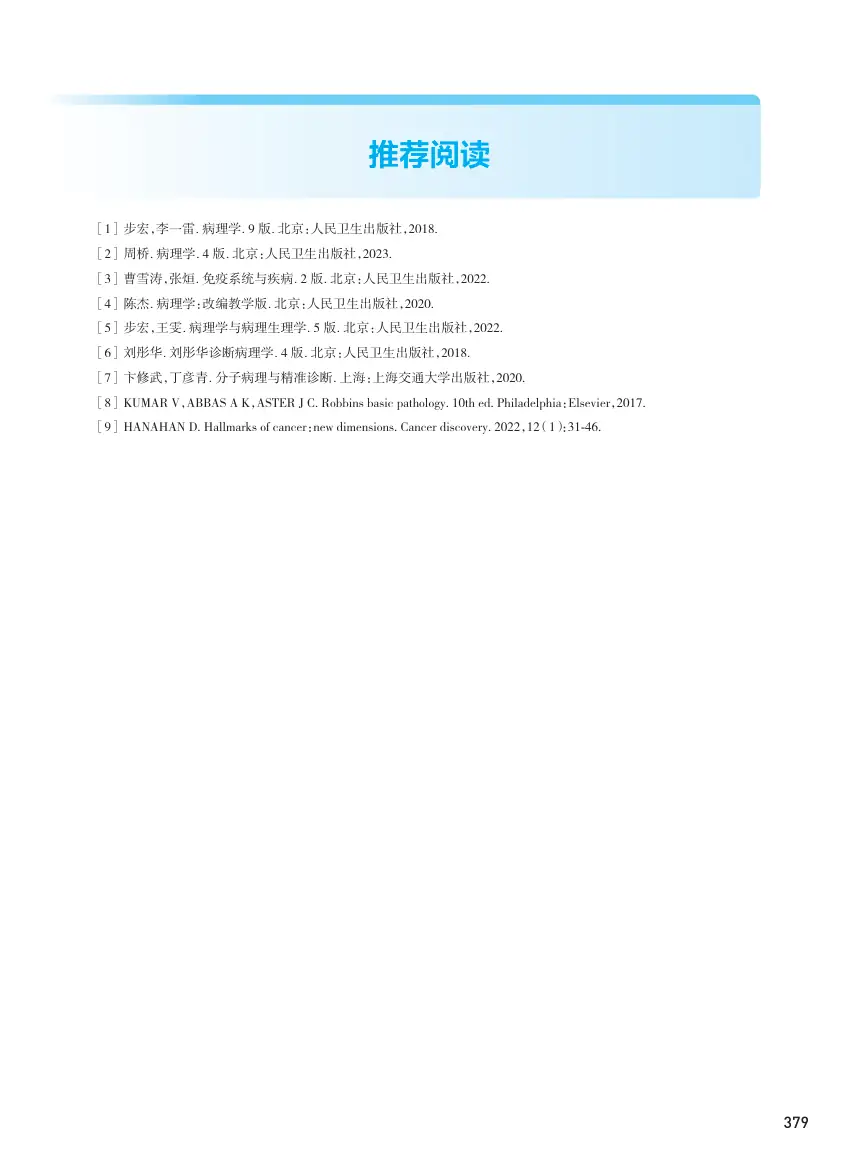 推荐阅读
［1］步宏,李一雷. 病理学. 9 版. 北京:人民卫生出版社,2018.
［2］周桥. 病理学. 4 版. 北京:人民卫生出版社,2023.
［3］曹雪涛,张烜. 免疫系统与疾病. 2 版. 北京:人民卫生出版社,2022.
［4］陈杰. 病理学:改编教学版. 北京:人民卫生出版社,2020.
［5］步宏,王雯. 病理学与病理生理学. 5 版. 北京:人民卫生出版社,2022.
［6］刘彤华. 刘彤华诊断病理学. 4 版. 北京:人民卫生出版社,2018.
［7］卞修武,丁彦青. 分子病理与精准诊断. 上海:上海交通大学出版社,2020.
［8］KUMAR V,ABBAS A K,ASTER J C. Robbins basic pathology. 10th ed. Philadelphia:Elsevier,2017.
［9］HANAHAN D. Hallmarks of cancer:new dimensions. Cancer discovery. 2022,12（1）:31-46.
379